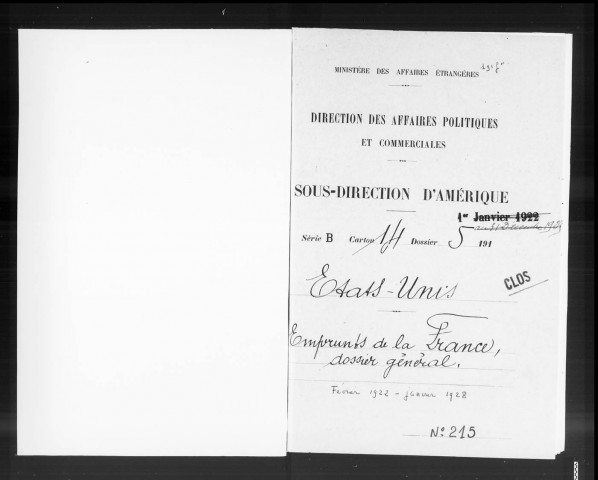 MINISTÈRE DES AFFAIRES ÉTRANGÈRES
DIRECTION DES AFFAIRES POLITIQUES
ET COMMERCIALES
SOUS-DIRECTION D'AMÉRIQUE
1er Janvier 1922
Série B Carton 14 Dossier 5 191
CLOS
Etats-Unis
Emprunts de la France,
dossier général.
Février 1922 - janvier 1928
No 215